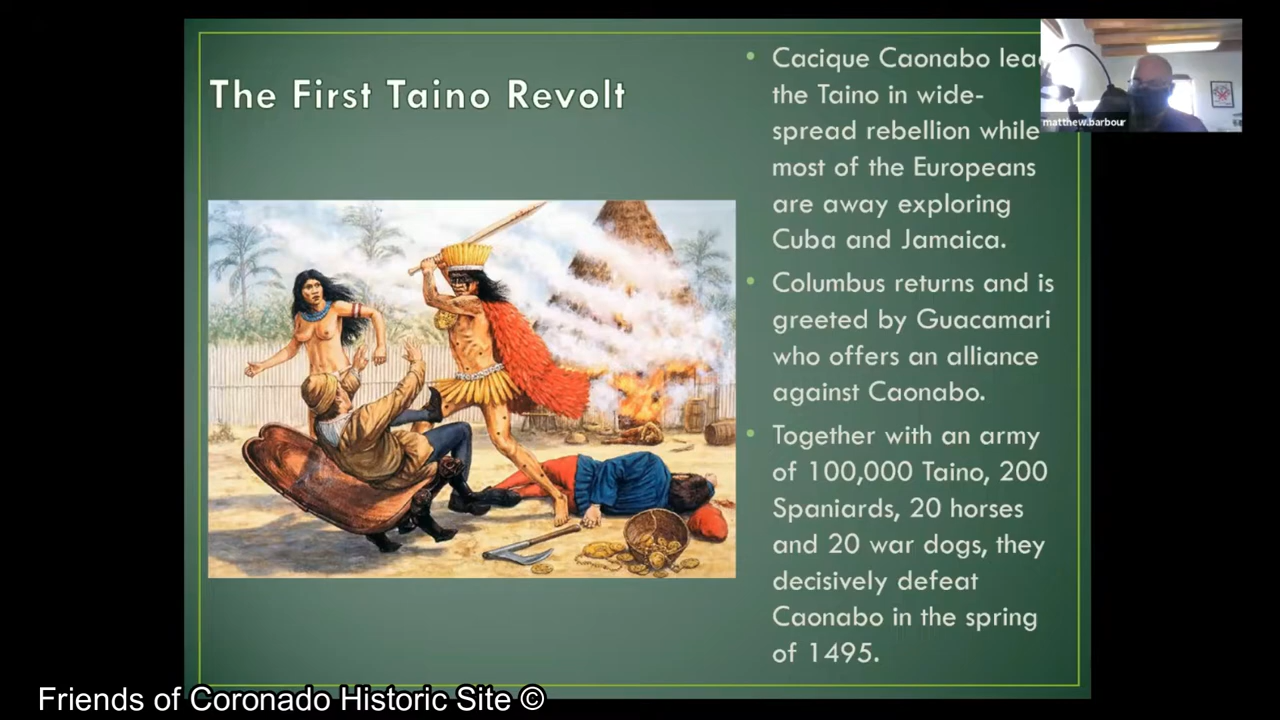 The First Taino Revolt
• Cacique Caonabo lead
the Taino in wide-
spread rebellion while
most of the Europeans
are away exploring
Cuba and Jamaica.
• Columbus returns and is
greeted by Guacamari
who offers an alliance
against Caonabo.
• Together with an army
of 100,000 Taino, 200
Spaniards, 20 horses
and 20 war dogs, they
decisively defeat
Caonabo in the spring
of 1495.
matthew.barbour
Friends of Coronado Historic Site ©